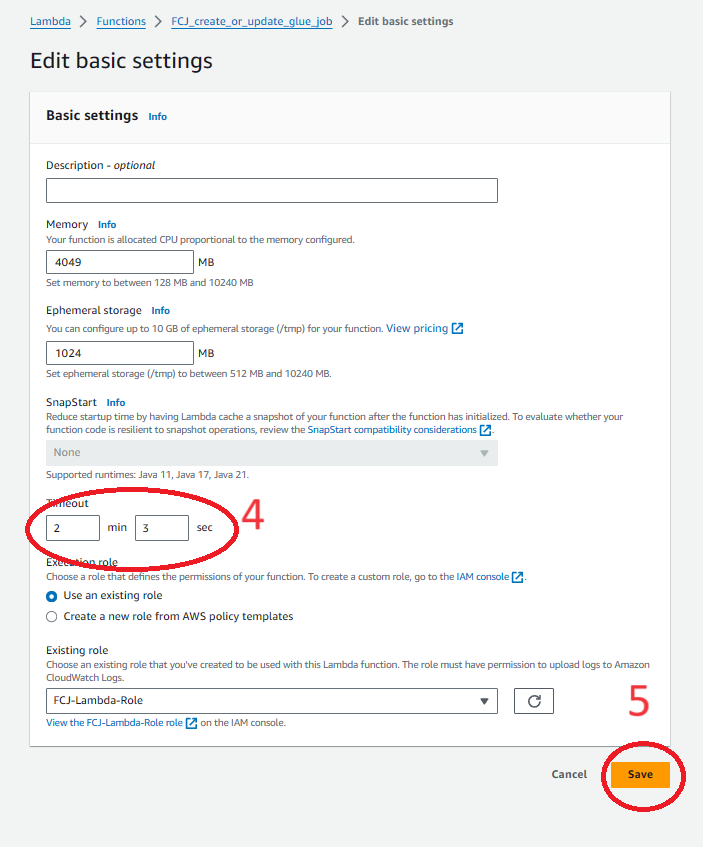 Lambda > Functions > FCJ_create_or_update_glue_job > Edit basic settings
Edit basic settings
Basic settings Info
Description - optional
Memory Info
Your function is allocated CPU proportional to the memory configured.
4049 MB
Set memory to between 128 MB and 10240 MB
Ephemeral storage Info
You can configure up to 10 GB of ephemeral storage (/tmp) for your function. View pricing
1024 MB
Set ephemeral storage (/tmp) to between 512 MB and 10240 MB.
SnapStart Info
Reduce startup time by having Lambda cache a snapshot of your function after the function has initialized. To evaluate whether your
function code is resilient to snapshot operations, review the SnapStart compatibility considerations.
None
Supported runtimes: Java 11, Java 17, Java 21.
Timeout
2 min 3 sec 4
Execution role
Choose a role that defines the permissions of your function. To create a custom role, go to the IAM console.
Use an existing role
Create a new role from AWS policy templates
Existing role
Choose an existing role that you've created to be used with this Lambda function. The role must have permission to upload logs to Amazon
CloudWatch Logs.
FCJ-Lambda-Role
View the FCJ-Lambda-Role role on the IAM console.
5
Cancel Save